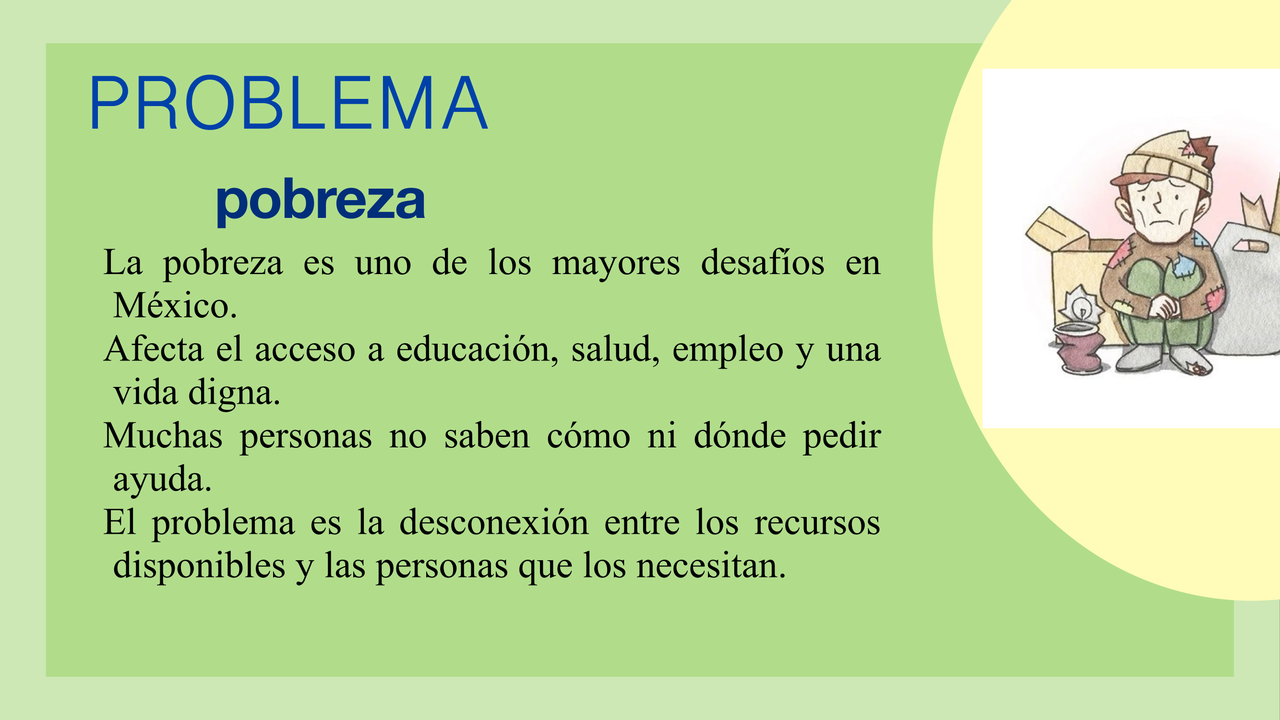 PROBLEMA
pobreza
La pobreza es uno de los mayores desafíos en
México.
Afecta el acceso a educación, salud, empleo y una
vida digna.
Muchas personas no saben cómo ni dónde pedir
ayuda.
El problema es la desconexión entre los recursos
disponibles y las personas que los necesitan.